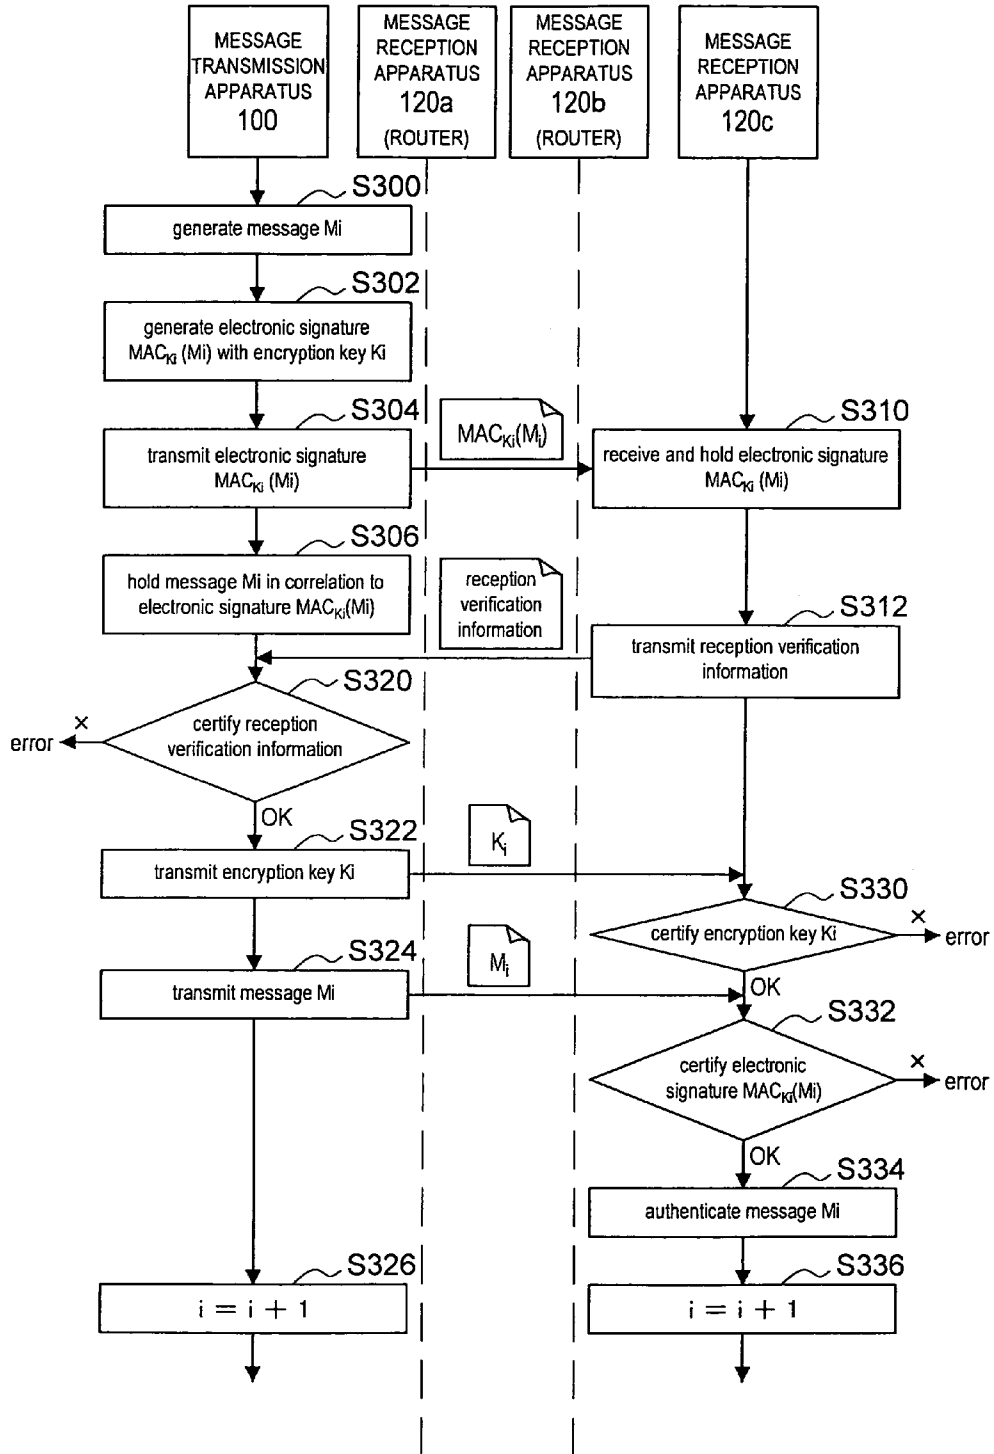 MESSAGE
TRANSMISSION
APPARATUS
100
MESSAGE
RECEPTION
APPARATUS
120a
(ROUTER)
MESSAGE
RECEPTION
APPARATUS
120b
(ROUTER)
MESSAGE
RECEPTION
APPARATUS
120c
S300
generate message Mi
S302
generate electronic signature
MACKi (Mi) with encryption key Ki
S304
transmit electronic signature
MACKi (Mi)
MACKi(Mi)
S310
receive and hold electronic signature
MACKi (Mi)
S306
hold message Mi in correlation to
electronic signature MACKi(Mi)
reception
verification
information
S312
transmit reception verification
information
S320
certify reception
verification information
×
error
OK
S322
transmit encryption key Ki
Ki
S330
certify encryption key Ki
×
error
OK
S324
transmit message Mi
Mi
S332
certify electronic
signature MACKi(Mi)
×
error
OK
S334
authenticate message Mi
S326
i = i + 1
S336
i = i + 1